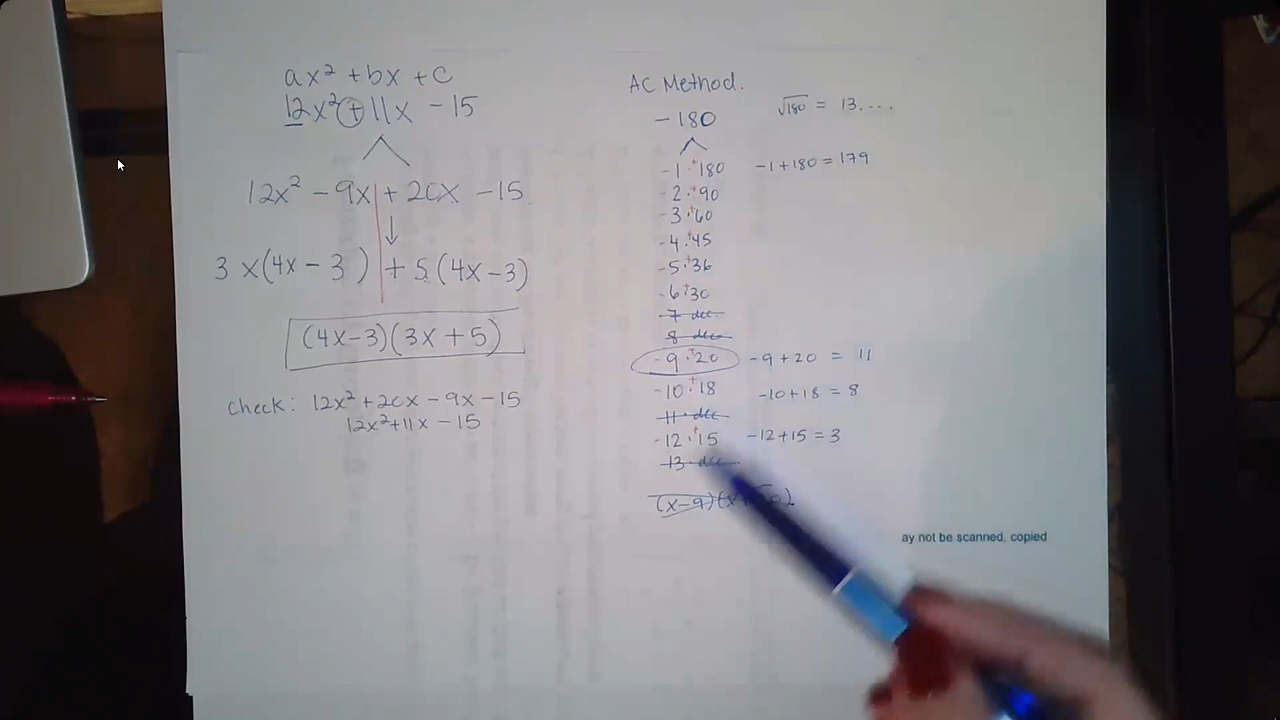 ax² + bx + c
12x² + 11x - 15
12x² - 9x + 20x - 15
3x(4x - 3) + 5(4x - 3)
(4x-3)(3x + 5)
check: 12x² + 20x - 9x - 15
12x² + 11x - 15
AC Method.
-180
√180 = 13....
-1 · +180 -1 + 180 = 179
-2 · +90
-3 · +60
-4 · +45
-5 · +36
-6 · +30
7 dec.
8 dec
-9 · +20 -9 + 20 = 11
-10 · +18 -10 + 18 = 8
11 · dec
-12 · +15 -12 + 15 = 3
13 · dec
(x-9)(x
ay not be scanned, copied